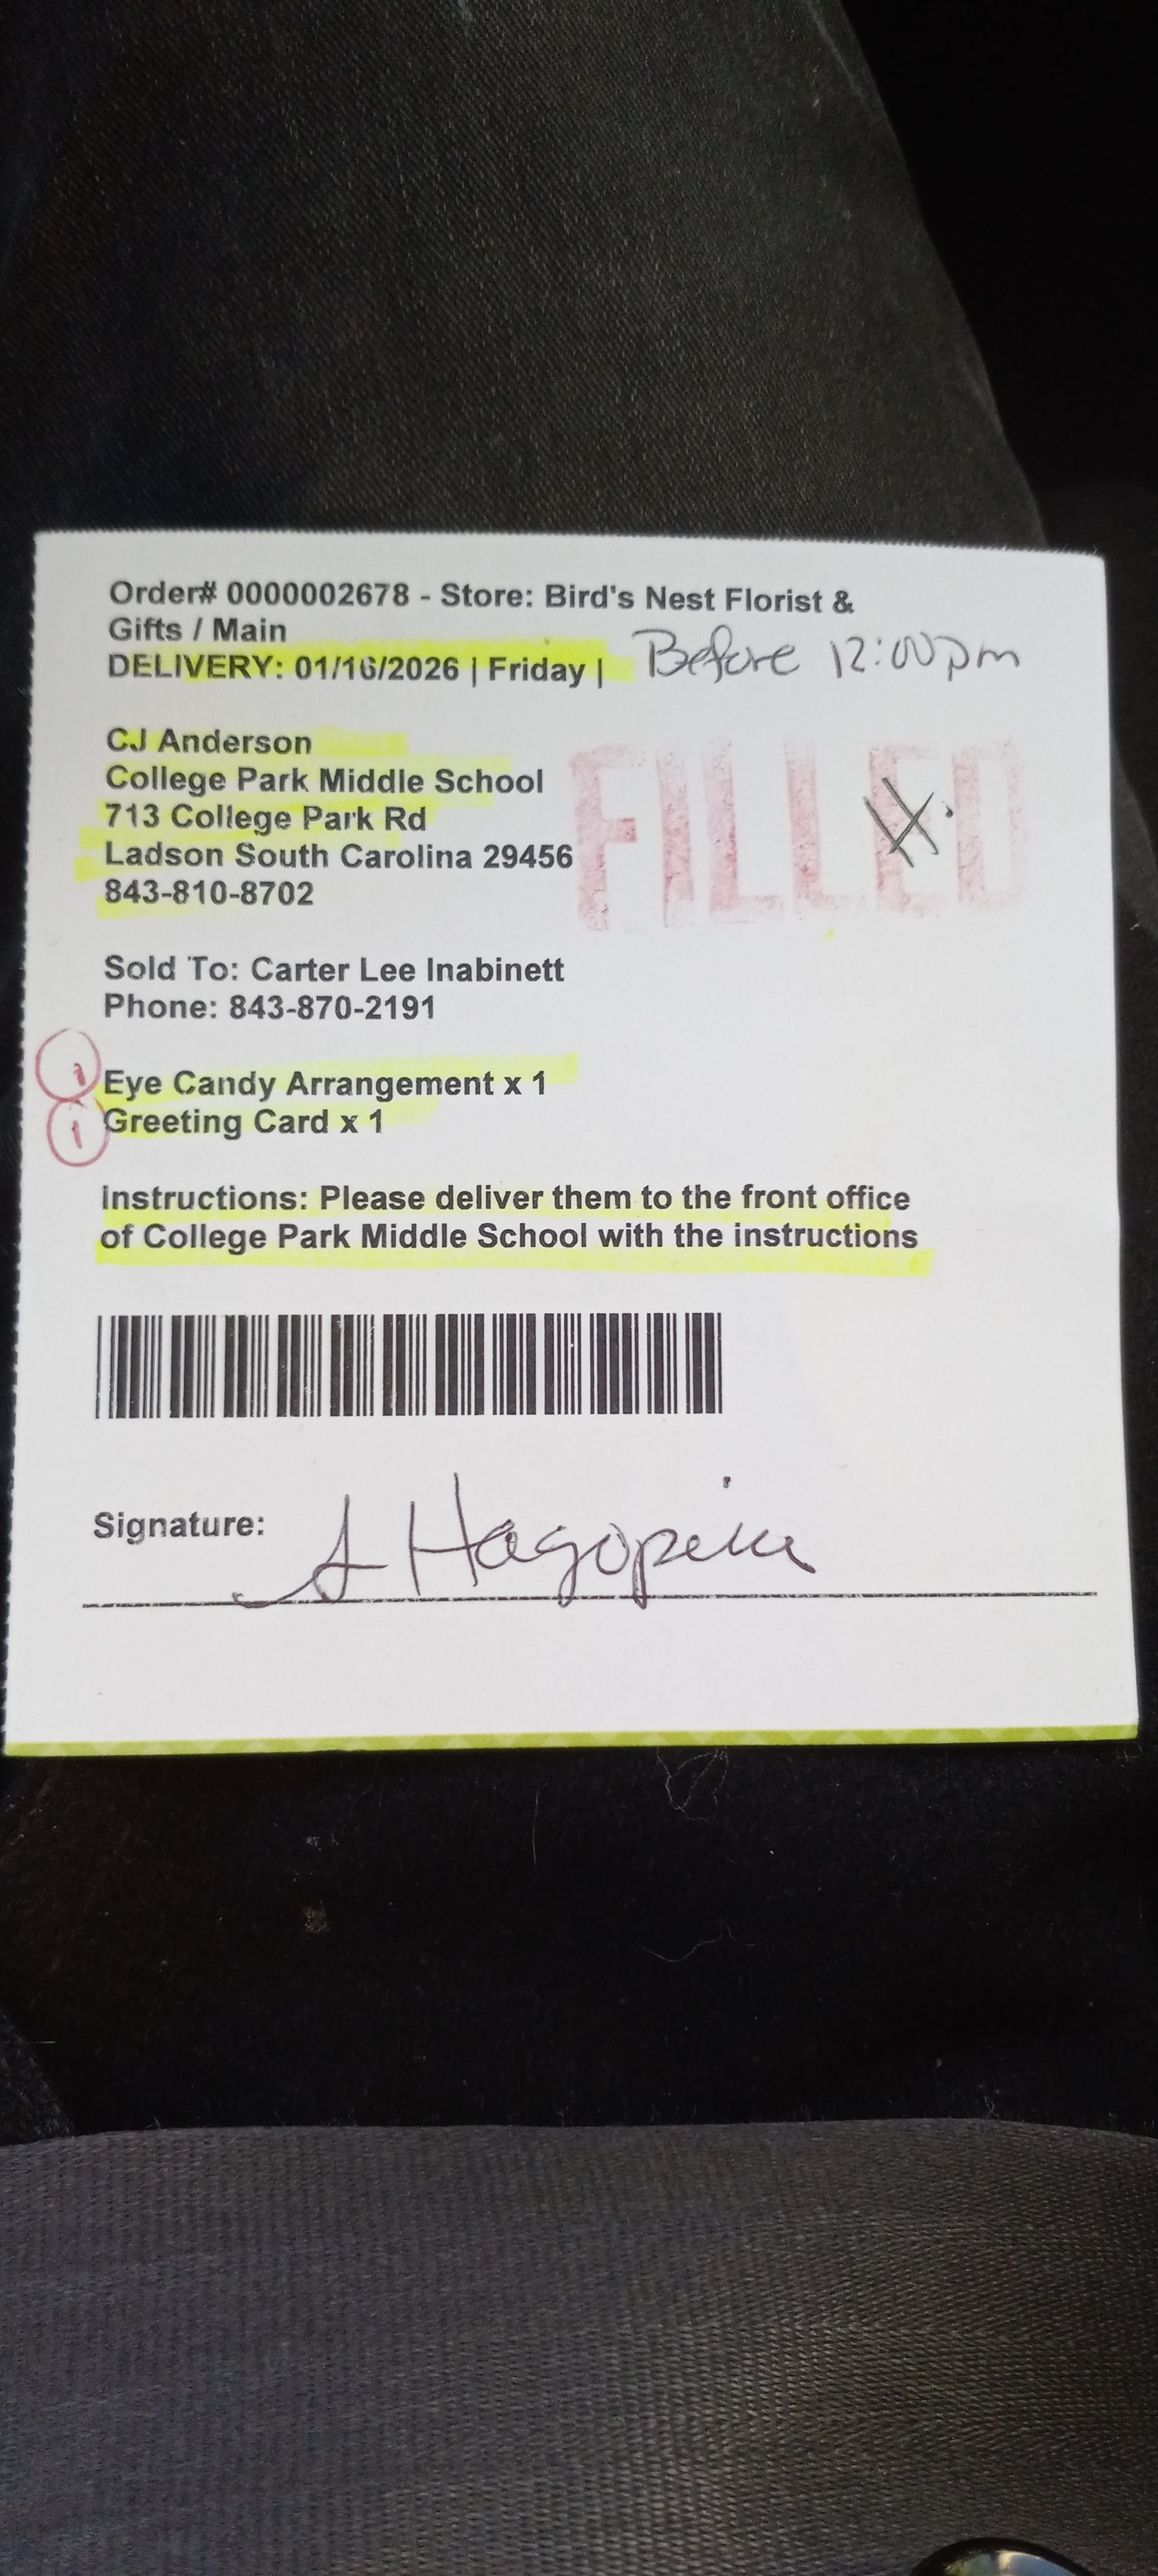 Order# 0000002678 - Store: Bird's Nest Florist &
Gifts / Main
DELIVERY: 01/16/2026 | Friday | Before 12:00pm
CJ Anderson
College Park Middle School
713 College Park Rd
Ladson South Carolina 29456
843-810-8702
FILLED
Sold To: Carter Lee Inabinett
Phone: 843-870-2191
1 Eye Candy Arrangement x 1
1 Greeting Card x 1
Instructions: Please deliver them to the front office
of College Park Middle School with the instructions
Signature: